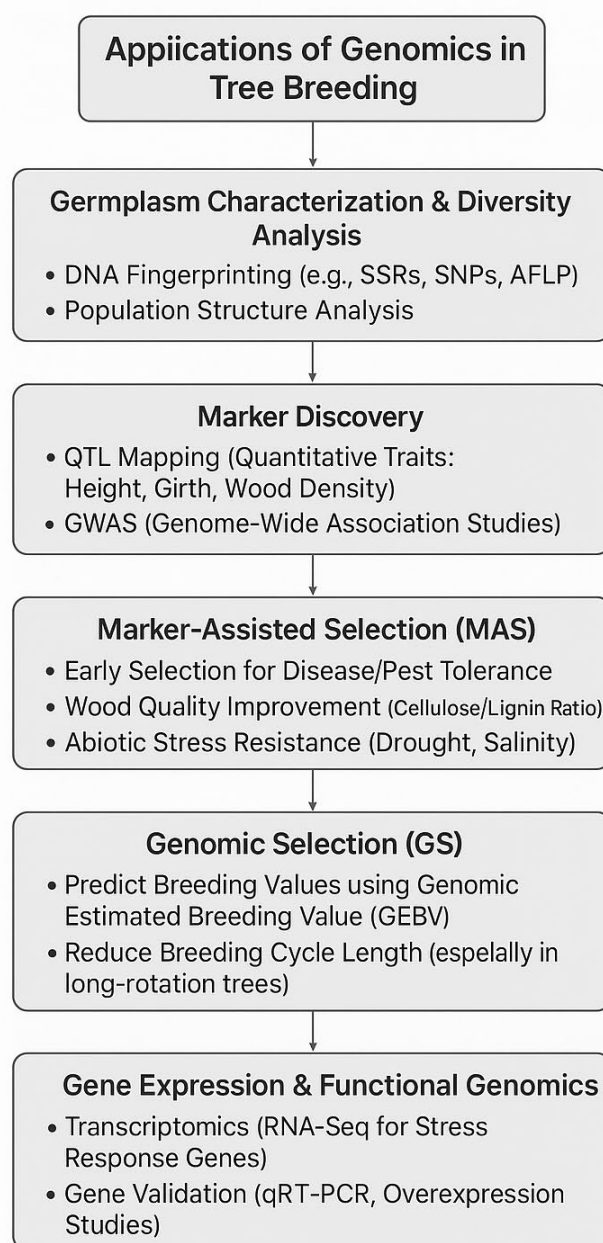 Appiications of Genomics in
Tree Breeding
Germplasm Characterization & Diversity
Analysis
• DNA Fingerprinting (e.g., SSRs, SNPs, AFLP)
• Population Structure Analysis
Marker Discovery
• QTL Mapping (Quantitative Traits:
Height, Girth, Wood Density)
• GWAS (Genome-Wide Association Studies)
Marker-Assisted Selection (MAS)
• Early Selection for Disease/Pest Tolerance
• Wood Quality Improvement (Cellulose/Lignin Ratio)
• Abiotic Stress Resistance (Drought, Salinity)
Genomic Selection (GS)
• Predict Breeding Values using Genomic
Estimated Breeding Value (GEBV)
• Reduce Breeding Cycle Length (espelally in
long-rotation trees)
Gene Expression & Functional Genomics
• Transcriptomics (RNA-Seq for Stress
Response Genes)
• Gene Validation (qRT-PCR, Overexpression
Studies)